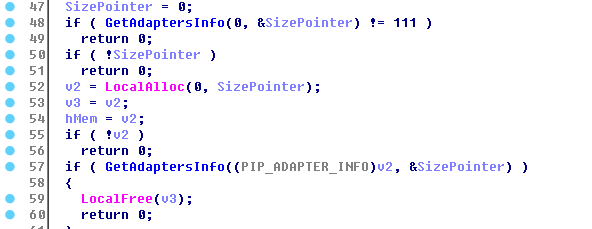 47 SizePointer = 0;
48 if ( GetAdaptersInfo(0, &SizePointer) != 111 )
49 return 0;
50 if ( !SizePointer )
51 return 0;
52 v2 = LocalAlloc(0, SizePointer);
53 v3 = v2;
54 hMem = v2;
55 if ( !v2 )
56 return 0;
57 if ( GetAdaptersInfo((PIP_ADAPTER_INFO)v2, &SizePointer) )
58 {
59 LocalFree(v3);
60 return 0;